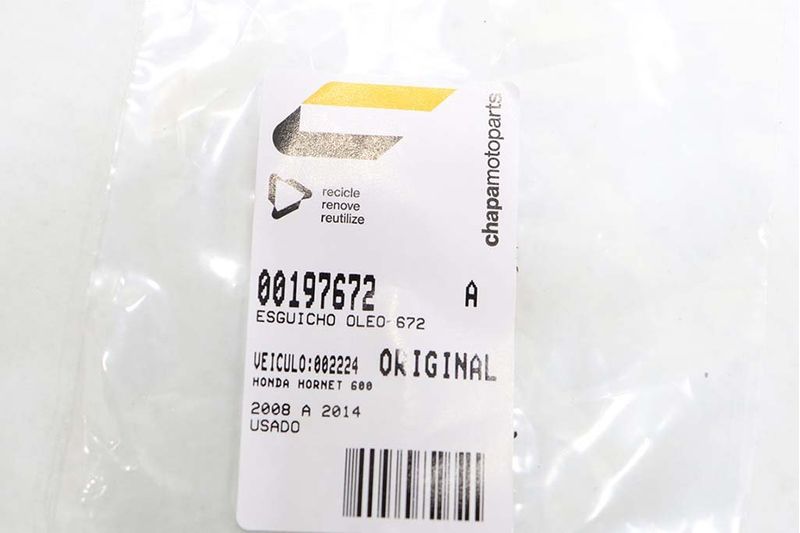 chapamotoparts
recicle
renove
reutilize
00197672 A
ESGUICHO OLEO-672
VEICULO:002224 ORIGINAL
HONDA HORNET 600
2008 A 2014
USADO